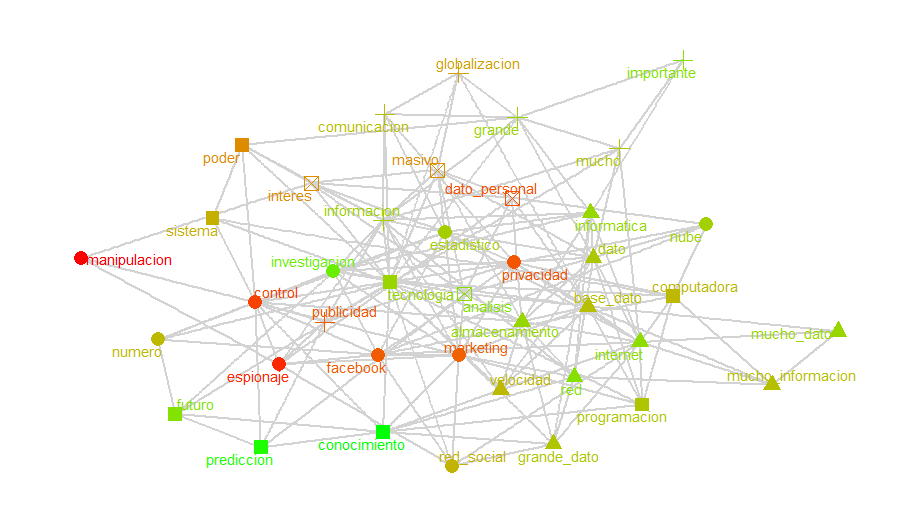 globalizacion
importante
comunicacion
grande
poder
masivo
mucho
interes
dato_personal
informacion
sistema
estadistico
informatica
nube
dato
manipulacion
investigacion
privacidad
control
tecnologia
analisis
base_dato
computadora
publicidad
almacenamiento
mucho_dato
numero
marketing
internet
facebook
espionaje
velocidad
red
mucho_informacion
futuro
programacion
prediccion
conocimiento
red_social
grande_dato